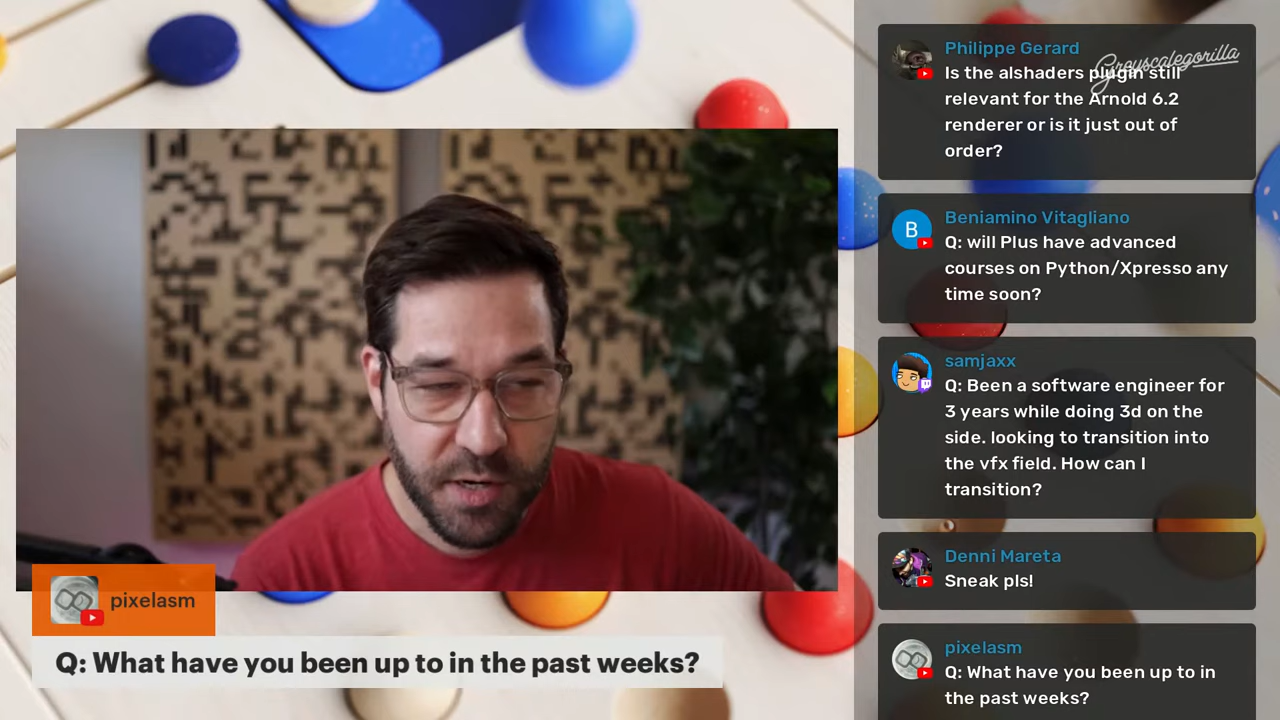 Philippe Gerard
Greyscalegorilla
Is the alshaders plugin still
relevant for the Arnold 6.2
renderer or is it just out of
order?
B
Beniamino Vitagliano
Q: will Plus have advanced
courses on Python/Xpresso any
time soon?
samjaxx
Q: Been a software engineer for
3 years while doing 3d on the
side. looking to transition into
the vfx field. How can I
transition?
Denni Mareta
Sneak pls!
pixelasm
Q: What have you been up to in
the past weeks?
pixelasm
Q: What have you been up to in the past weeks?